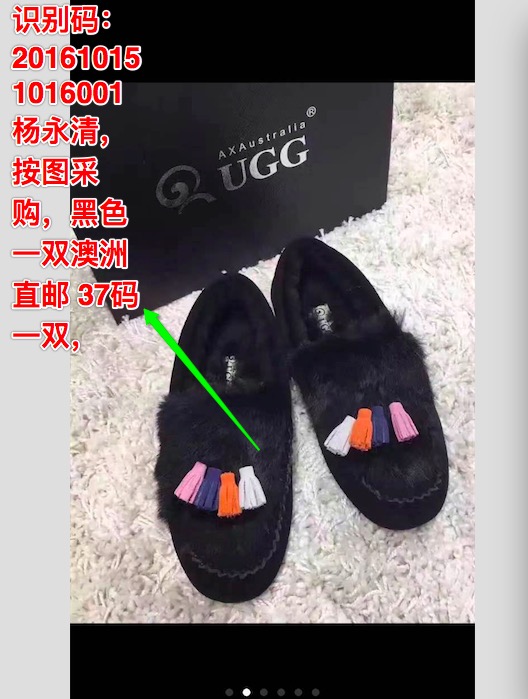 识别码：
20161015
1016001
杨永清，
按图采
购，黑色
一双澳洲
直邮 37码
一双，
AXAustralia®
UGG